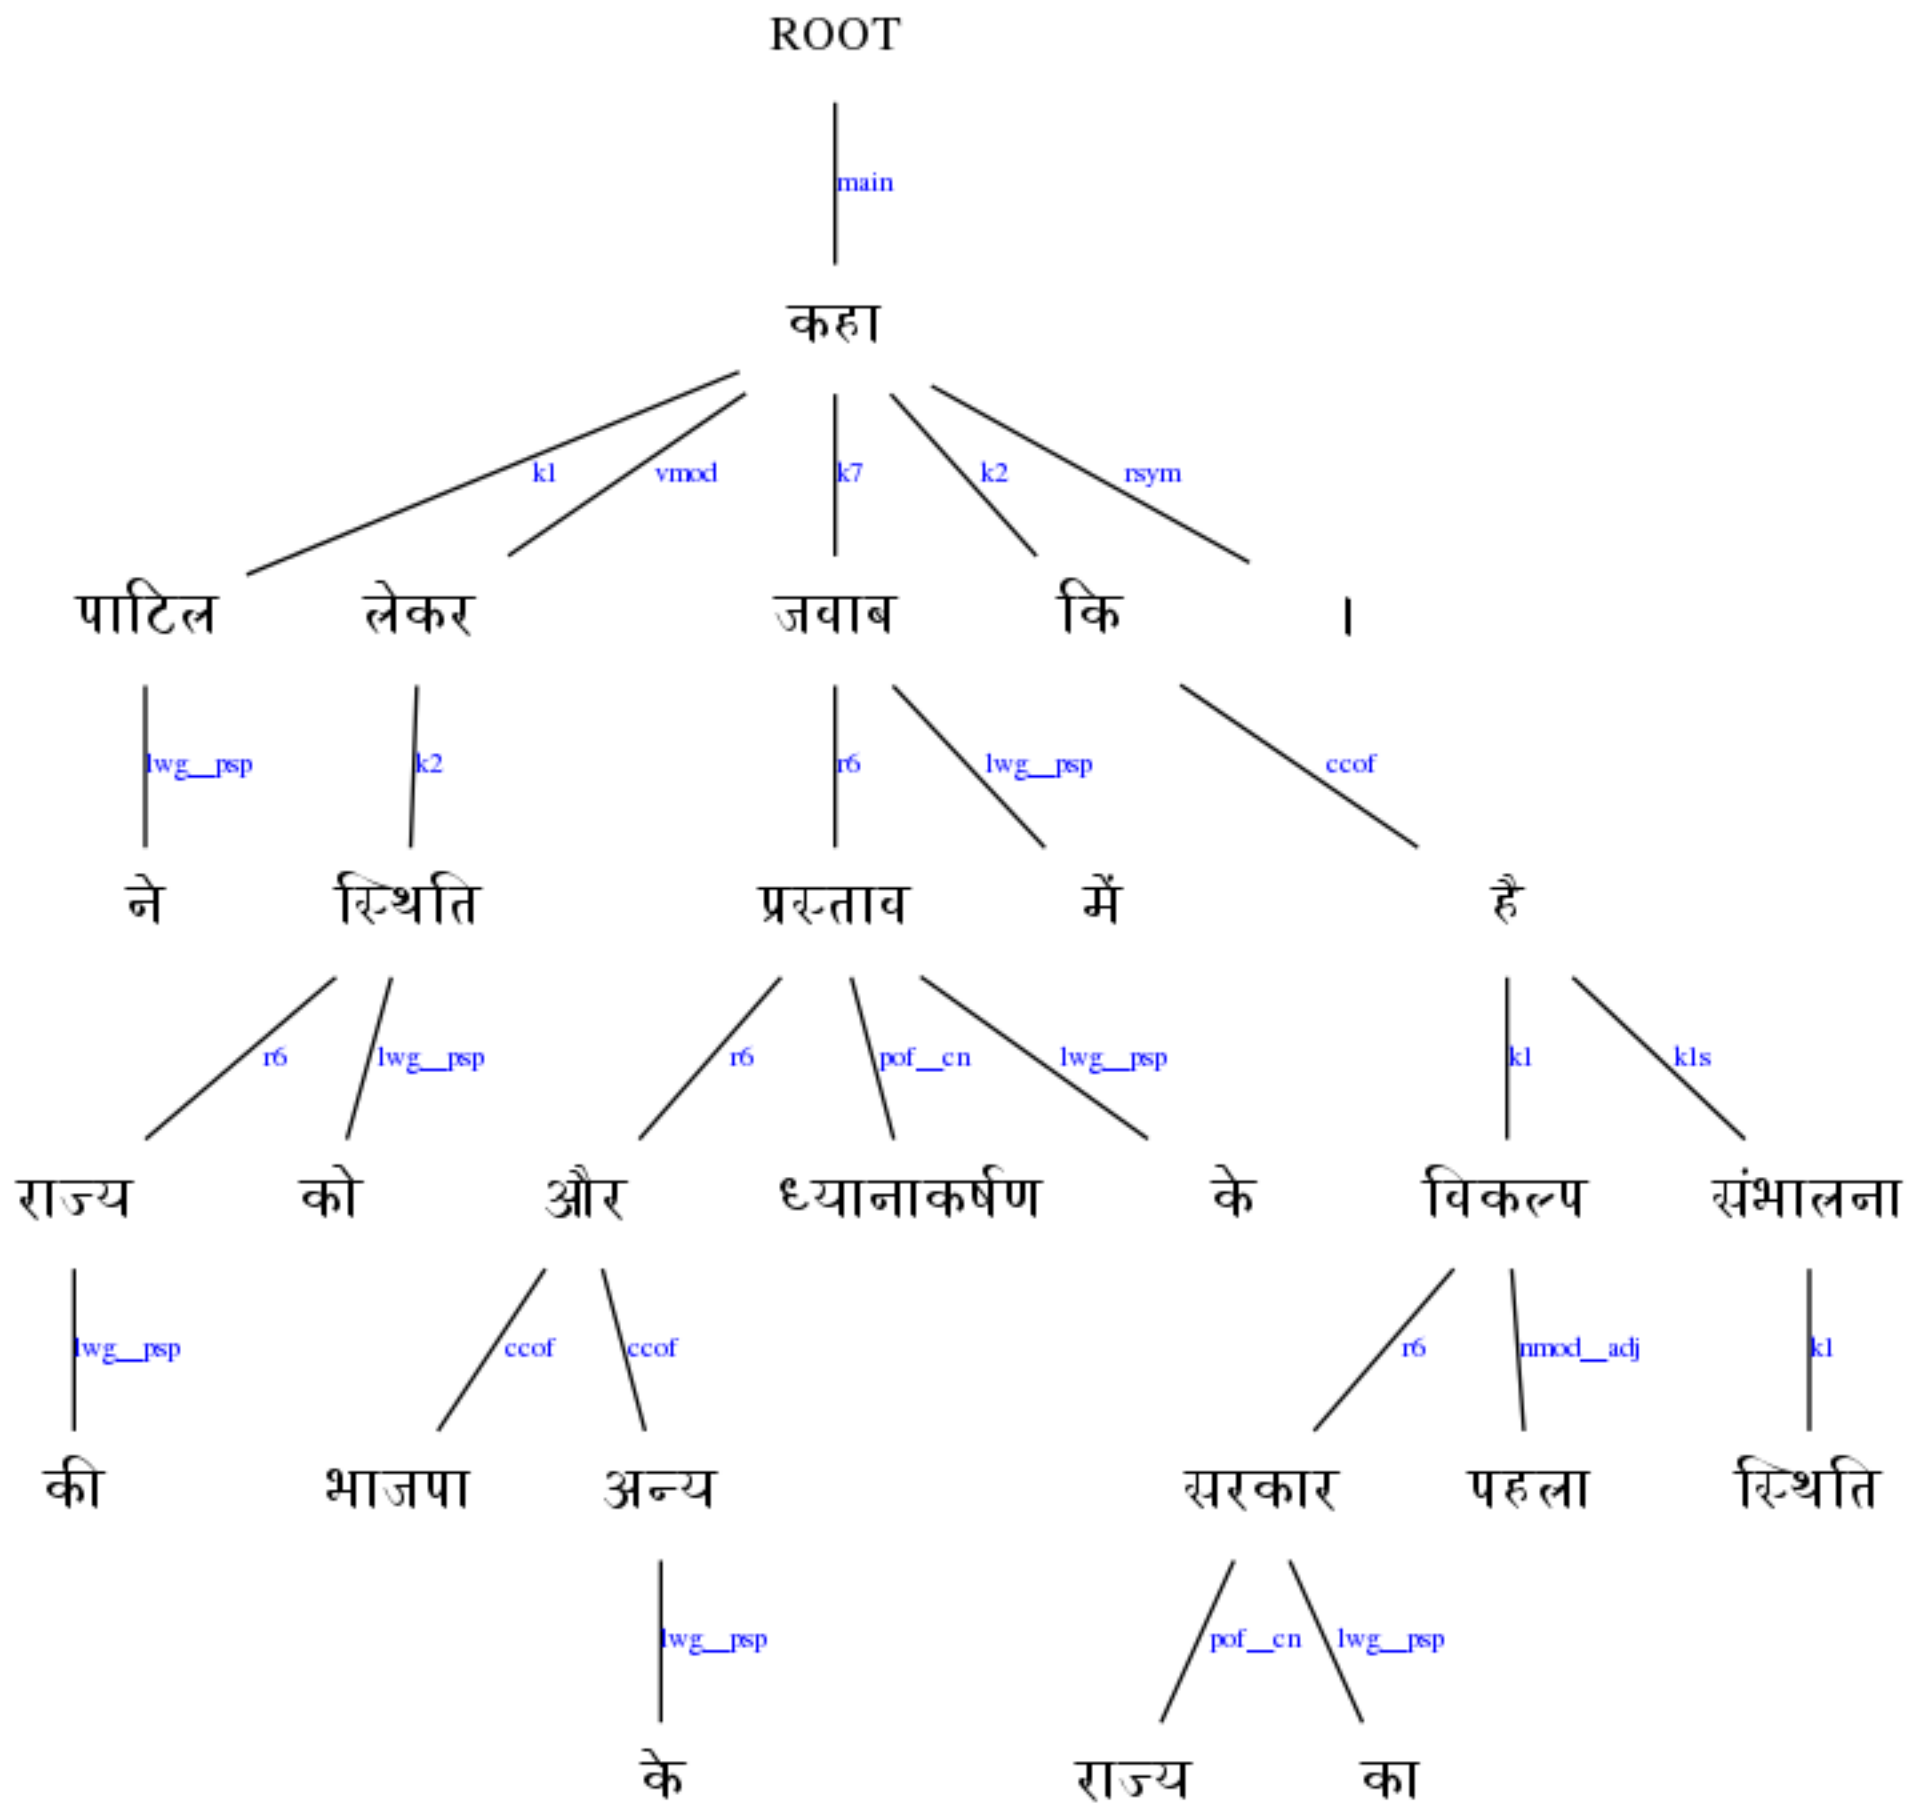 ROOT
main
कहा
k1 vmod k7 k2 rsym
पाटिल लेकर जवाब कि ।
lwg__psp k2 r6 lwg__psp ccof
ने स्थिति प्रस्ताव में है
r6 lwg__psp r6 pof__cn lwg__psp k1 k1s
राज्य को और ध्यानाकर्षण के विकल्प संभालना
lwg__psp ccof ccof r6 nmod__adj k1
की भाजपा अन्य सरकार पहला स्थिति
lwg__psp pof__cn lwg__psp
के राज्य का